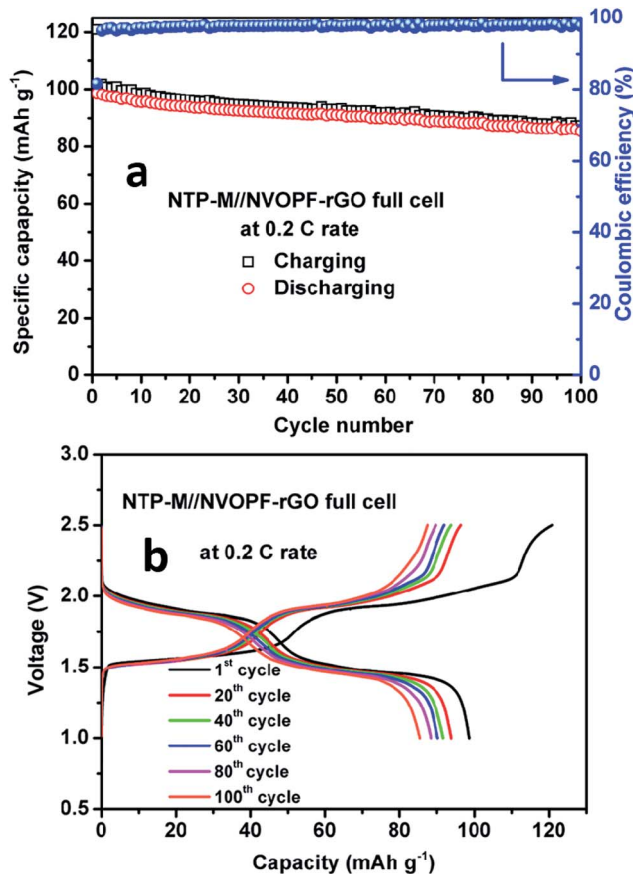 120
100
80
60
40
20
0
Specific capapcity (mAh g-1)
a
NTP-M//NVOPF-rGO full cell
at 0.2 C rate
Charging
Discharging
100
80
60
40
20
0
Coulombic efficiency (%)
0 10 20 30 40 50 60 70 80 90 100
Cycle number
3.0
2.5
2.0
1.5
1.0
0.5
Voltage (V)
NTP-M//NVOPF-rGO full cell
b
at 0.2 C rate
1st cycle
20th cycle
40th cycle
60th cycle
80th cycle
100th cycle
0 20 40 60 80 100 120
Capacity (mAh g-1)